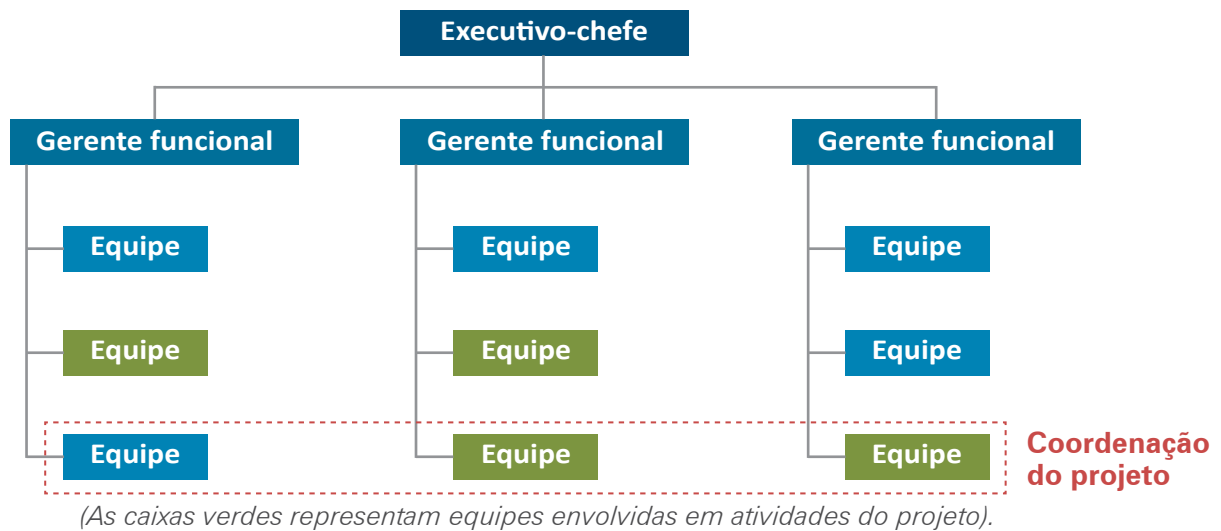 Executivo-chefe
Gerente funcional
Gerente funcional
Gerente funcional
Equipe
Equipe
Equipe
Equipe
Equipe
Equipe
Equipe
Equipe
Equipe
Coordenação
do projeto
(As caixas verdes representam equipes envolvidas em atividades do projeto).